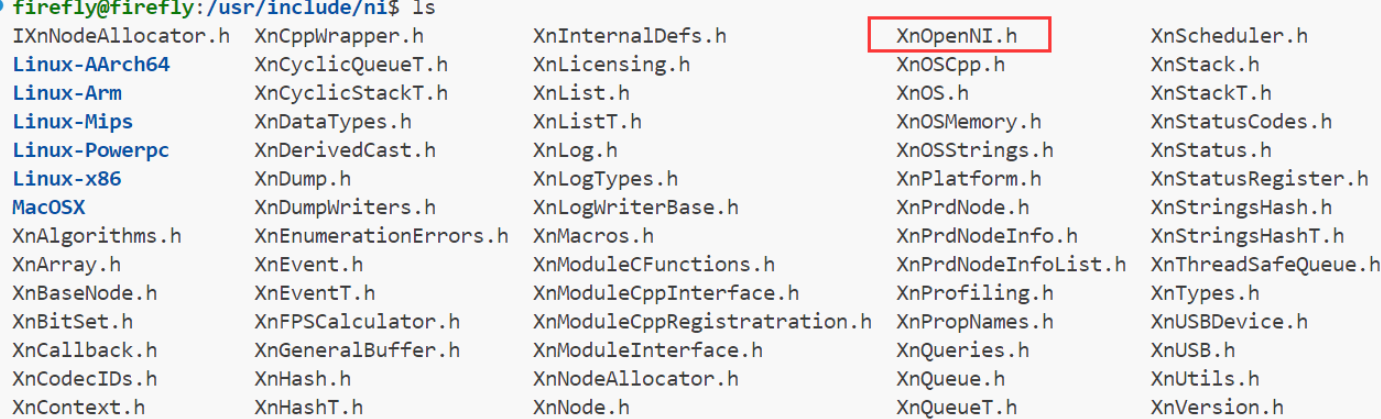 firefly@firefly:/usr/include/ni$ ls
IXnNodeAllocator.h XnCppWrapper.h XnInternalDefs.h XnOpenNI.h XnScheduler.h
Linux-AArch64 XnCyclicQueueT.h XnLicensing.h XnOSCpp.h XnStack.h
Linux-Arm XnCyclicStackT.h XnList.h XnOS.h XnStackT.h
Linux-Mips XnDataTypes.h XnListT.h XnOSMemory.h XnStatusCodes.h
Linux-Powerpc XnDerivedCast.h XnLog.h XnOSStrings.h XnStatus.h
Linux-x86 XnDump.h XnLogTypes.h XnPlatform.h XnStatusRegister.h
MacOSX XnDumpWriters.h XnLogWriterBase.h XnPrdNode.h XnStringsHash.h
XnAlgorithms.h XnEnumerationErrors.h XnMacros.h XnPrdNodeInfo.h XnStringsHashT.h
XnArray.h XnEvent.h XnModuleCFunctions.h XnPrdNodeInfoList.h XnThreadSafeQueue.h
XnBaseNode.h XnEventT.h XnModuleCppInterface.h XnProfiling.h XnTypes.h
XnBitSet.h XnFPSCalculator.h XnModuleCppRegistratration.h XnPropNames.h XnUSBDevice.h
XnCallback.h XnGeneralBuffer.h XnModuleInterface.h XnQueries.h XnUSB.h
XnCodecIDs.h XnHash.h XnNodeAllocator.h XnQueue.h XnUtils.h
XnContext.h XnHashT.h XnNode.h XnQueueT.h XnVersion.h